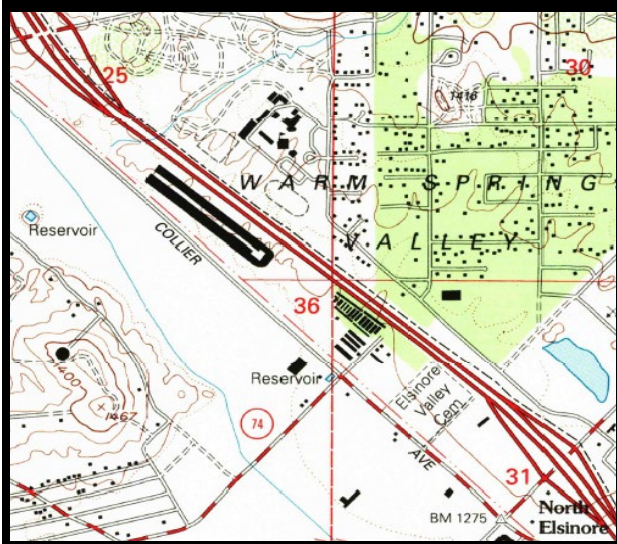 25
30
1416
WARM SPRING
Reservoir
COLLIER
VALLEY
36
1400
Reservoir
Elsinore
Valley
Cem
1467
74
AVE
31
BM 1275
North
Elsinore